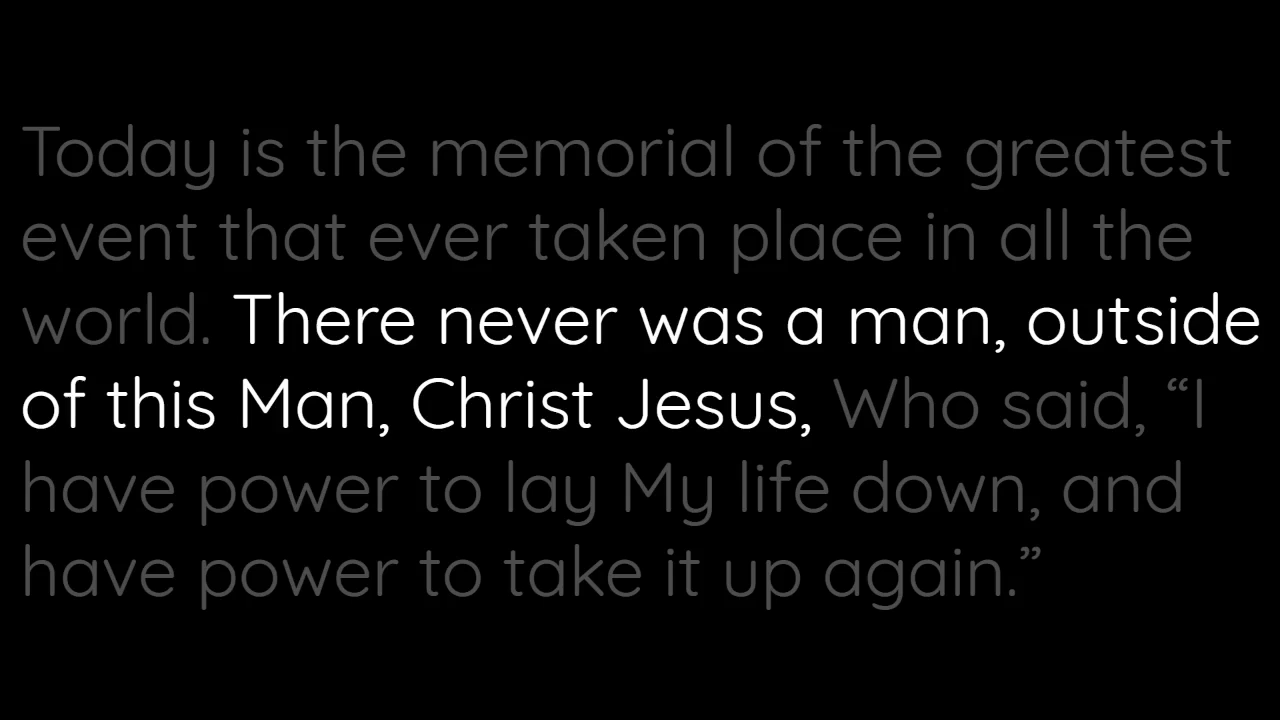 Today is the memorial of the greatest
event that ever taken place in all the
world. There never was a man, outside
of this Man, Christ Jesus, Who said, “I
have power to lay My life down, and
have power to take it up again.”